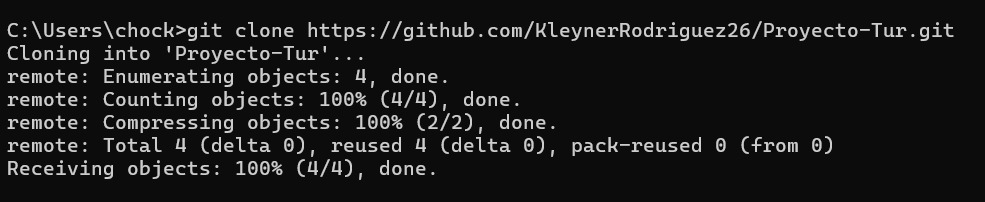 C:\Users\chock>git clone https://github.com/KleynerRodriguez26/Proyecto-Tur.git
Cloning into 'Proyecto-Tur'...
remote: Enumerating objects: 4, done.
remote: Counting objects: 100% (4/4), done.
remote: Compressing objects: 100% (2/2), done.
remote: Total 4 (delta 0), reused 4 (delta 0), pack-reused 0 (from 0)
Receiving objects: 100% (4/4), done.